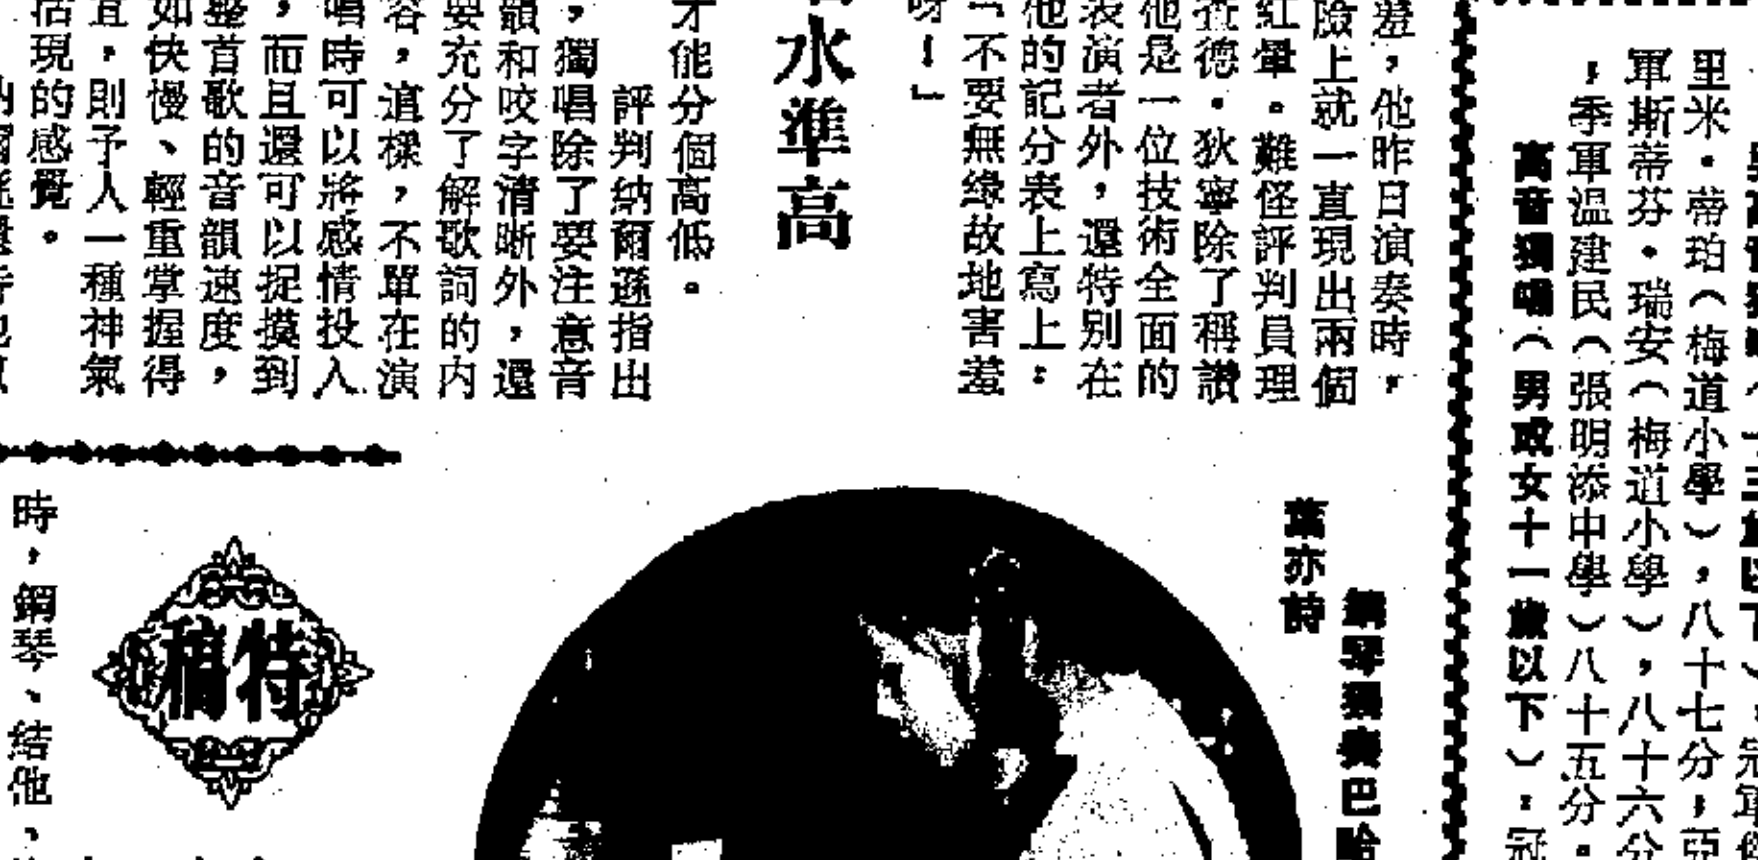 里米·蒂珀（梅道小學），八十七分；亞
軍斯蒂芬·瑞安（梅道小學），八十六分
；季軍溫建民（張明添中學）八十五分。
高音獨唱（男或女十一歲以下）：冠
羞，他昨日演奏時，
臉上就一直現出兩個
紅暈。難怪評判員理
查德·狄寧除了稱讚
他是一位技術全面的
表演者外，還特別在
他的記分表上寫上：
「不要無緣故地害羞
呀！」
水準高
才能分個高低。
評判納爾遜指出
，獨唱除了要注意音
韻和咬字清晰外，還
要充分了解歌詞的内
容，這樣，不單在演
唱時可以將感情投入
，而且還可以捉摸到
整首歌的音韻速度，
如快慢、輕重掌握得
宜，則予人一種神氣
活現的感覺。
鋼琴獨奏巴哈
葉亦詩
特稿
時，鋼琴、結他、